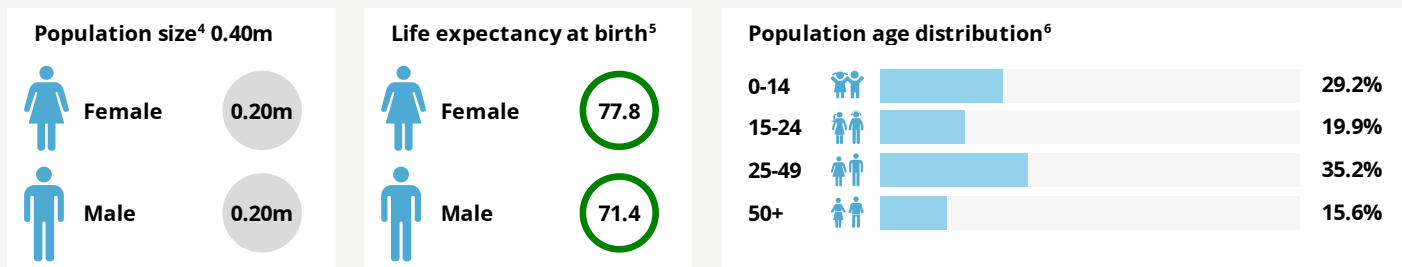 Population size⁴ 0.40m
Female 0.20m
Male 0.20m
Life expectancy at birth⁵
Female 77.8
Male 71.4
Population age distribution⁶
0-14 29.2%
15-24 19.9%
25-49 35.2%
50+ 15.6%